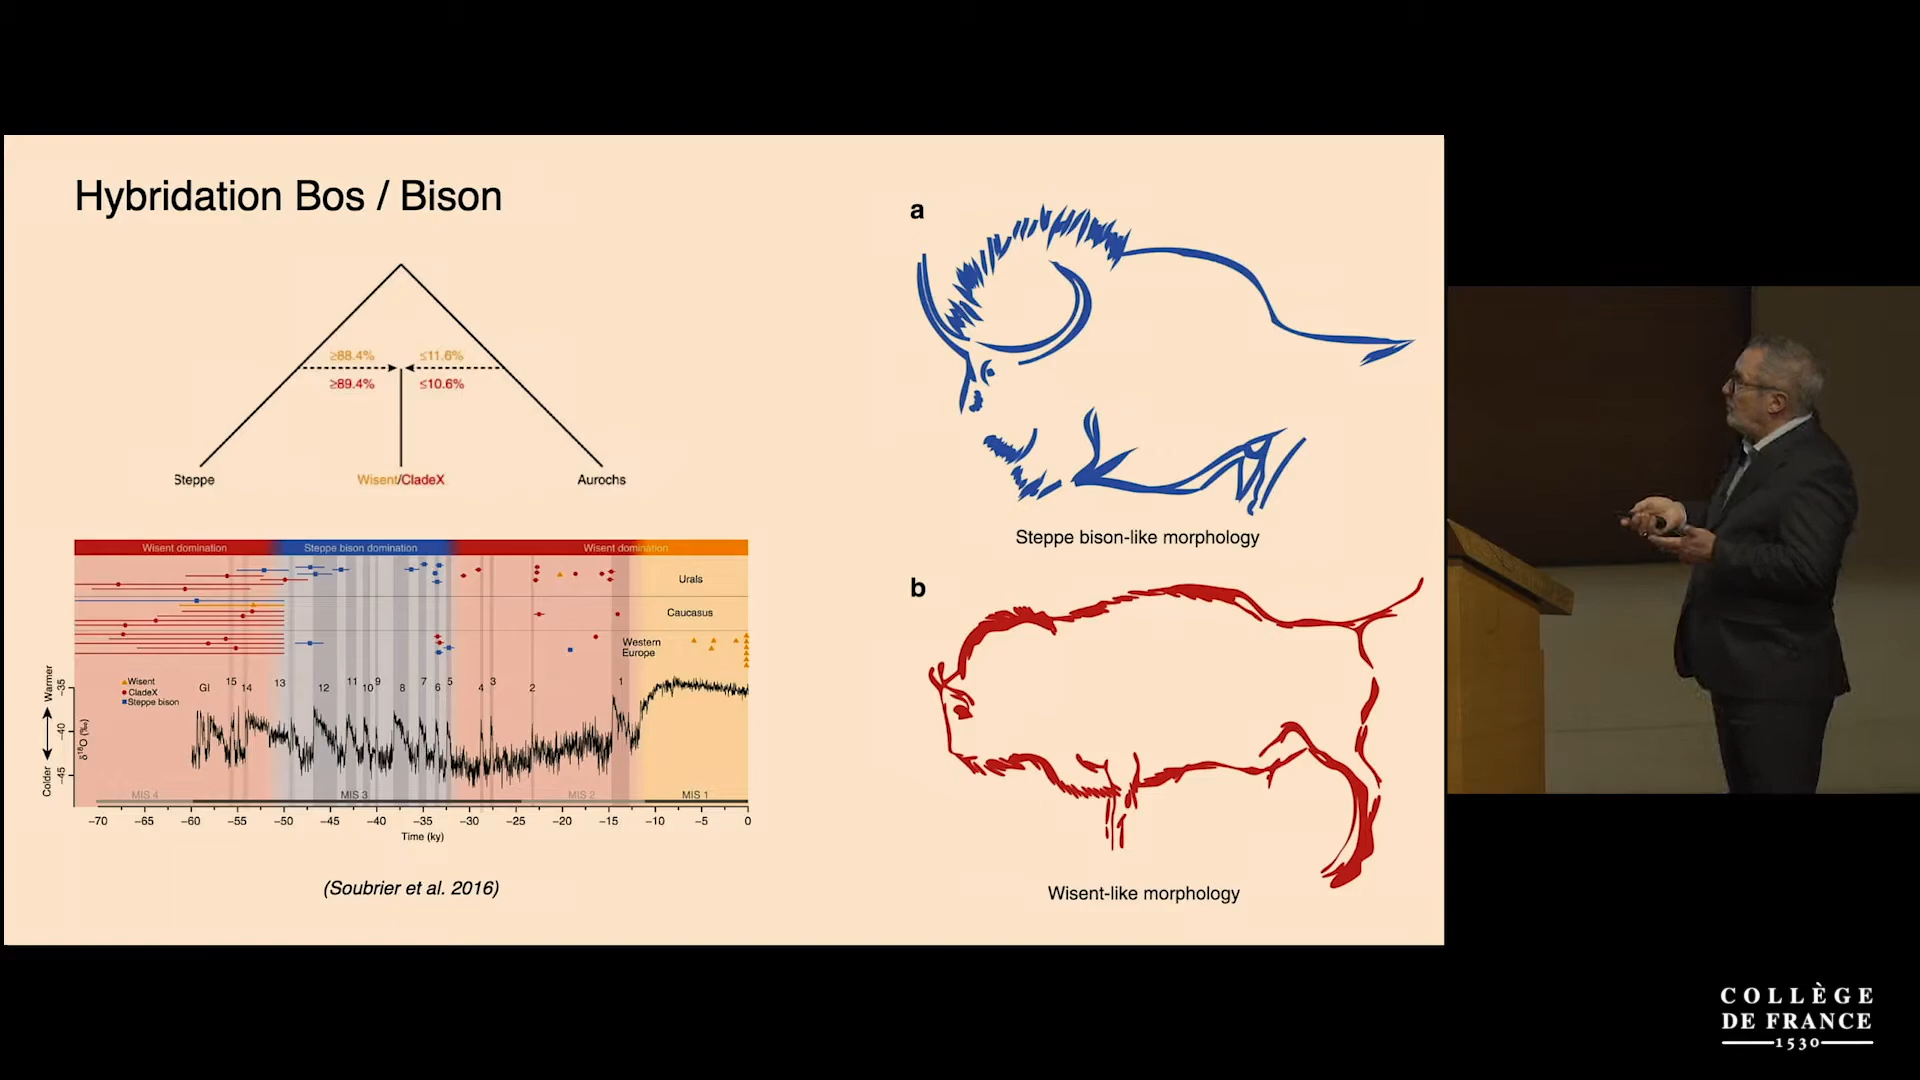 Hybridation Bos / Bison
≥88.4%
≤11.6%
≥89.4%
≤10.6%
Steppe
Wisent/CladeX
Aurochs
Wisent domination
Steppe bison domination
Wisent domination
Urals
Caucasus
Western
Europe
Wisent
CladeX
Steppe bison
GI
15
14
13
12
11
10
9
8
7
6
5
4
3
2
1
Warmer
Colder
δ18O (‰)
−35
−40
−45
MIS 4
MIS 3
MIS 2
MIS 1
−70
−65
−60
−55
−50
−45
−40
−35
−30
−25
−20
−15
−10
−5
0
Time (ky)
(Soubrier et al. 2016)
a
Steppe bison-like morphology
b
Wisent-like morphology
COLLÈGE
DE FRANCE
1530